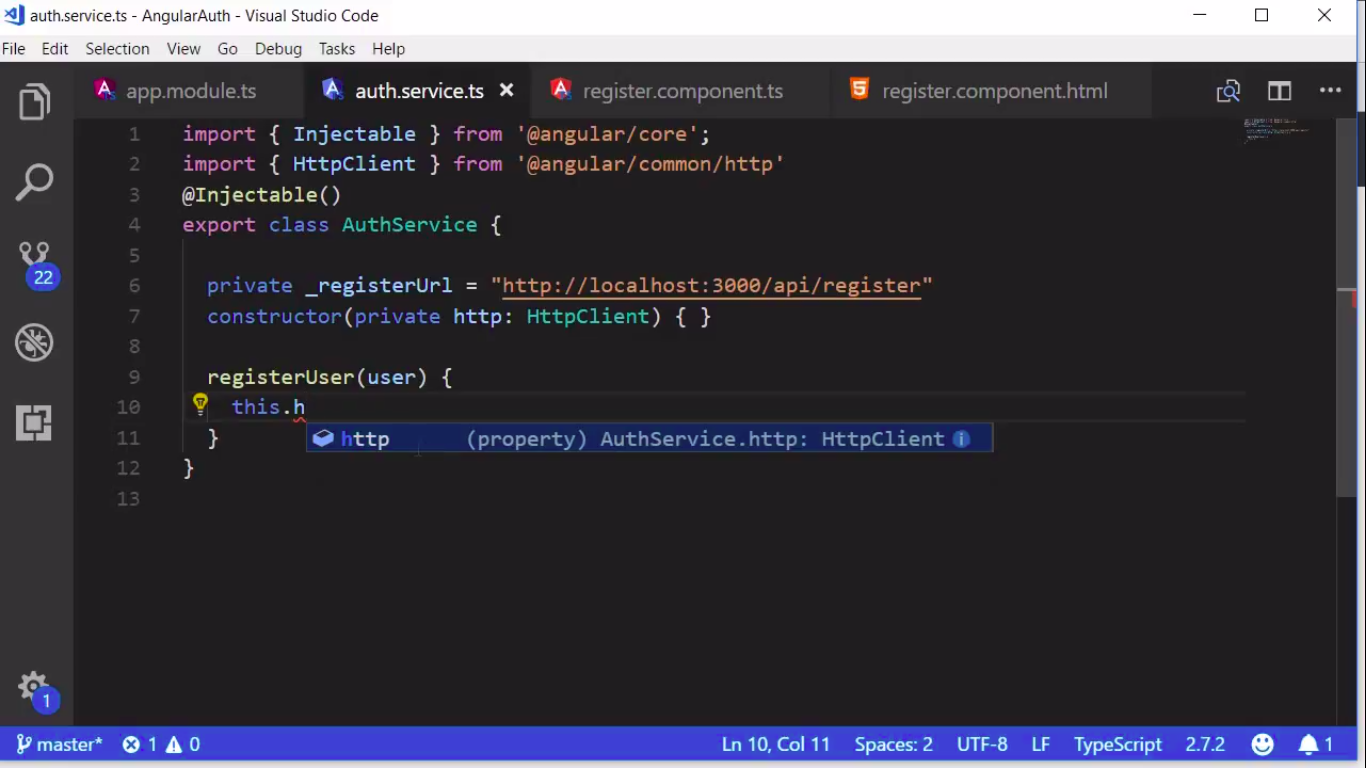 auth.service.ts - AngularAuth - Visual Studio Code
File Edit Selection View Go Debug Tasks Help
app.module.ts auth.service.ts register.component.ts register.component.html
1 import { Injectable } from '@angular/core';
2 import { HttpClient } from '@angular/common/http'
3 @Injectable()
4 export class AuthService {
5
6 private _registerUrl = "http://localhost:3000/api/register"
7 constructor(private http: HttpClient) { }
8
9 registerUser(user) {
10 this.h
11 }
http (property) AuthService.http: HttpClient
12 }
13
22
1
master* 1 0 Ln 10, Col 11 Spaces: 2 UTF-8 LF TypeScript 2.7.2 1